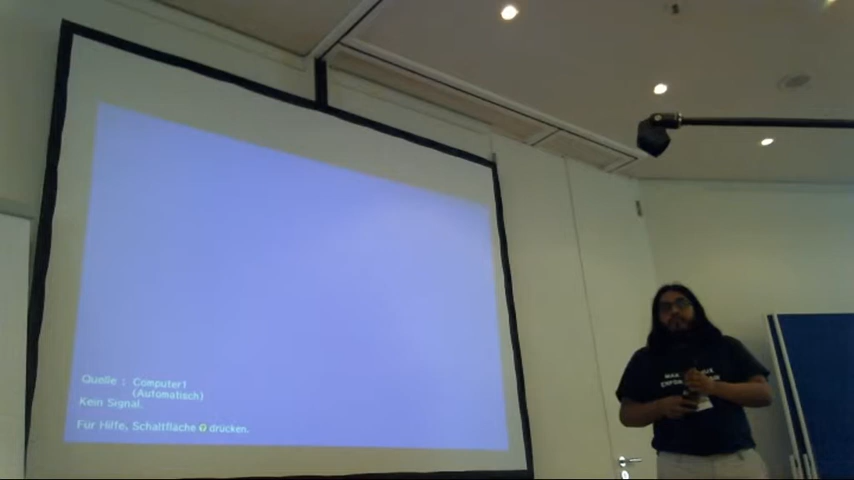 Quelle : Computer1
(Automatisch)
Kein Signal.
Für Hilfe, Schaltfläche ? drücken.